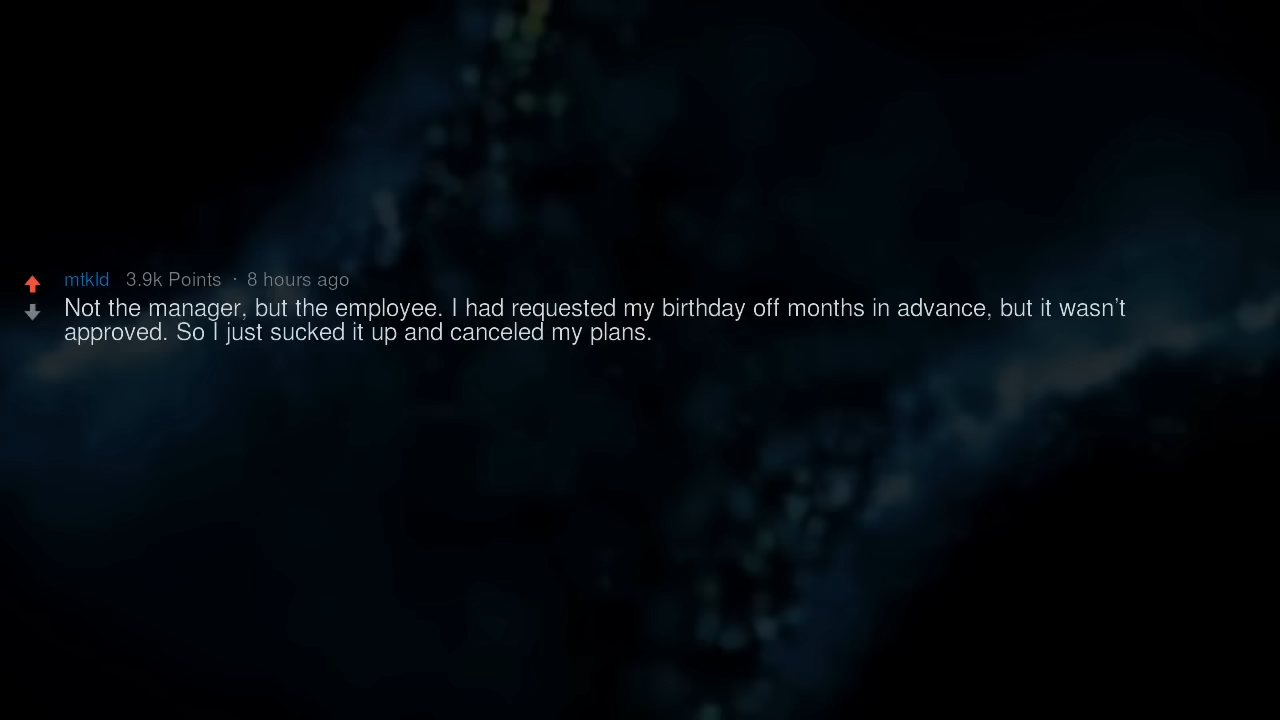 mtkld 3.9k Points · 8 hours ago
Not the manager, but the employee. I had requested my birthday off months in advance, but it wasn't
approved. So I just sucked it up and canceled my plans.